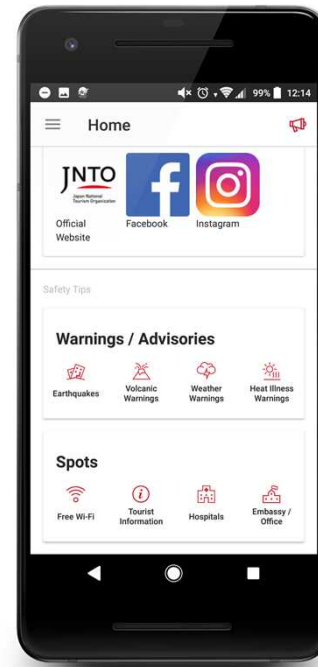 99% 12:14
Home
JNTO
Japan National
Tourism Organization
Official
Website
Facebook
Instagram
Safety Tips
Warnings / Advisories
Earthquakes
Volcanic
Warnings
Weather
Warnings
Heat Illness
Warnings
Spots
Free Wi-Fi
Tourist
Information
Hospitals
Embassy /
Office